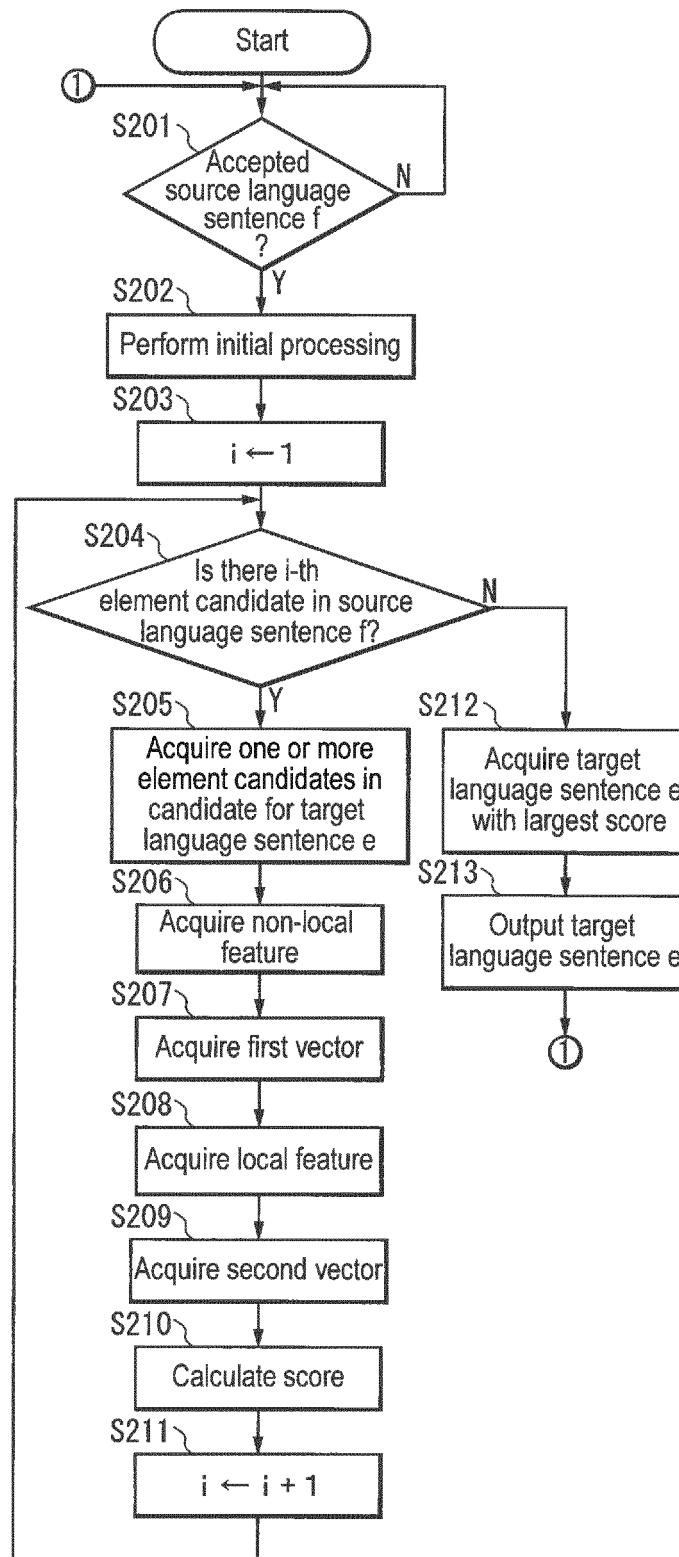 Start
①
S201
Accepted
source language
sentence f
?
N
Y
S202
Perform initial processing
S203
i ← 1
S204
Is there i-th
element candidate in source
language sentence f?
N
Y
S205
Acquire one or more
element candidates in
candidate for target
language sentence e
S206
Acquire non-local
feature
S207
Acquire first vector
S208
Acquire local feature
S209
Acquire second vector
S210
Calculate score
S211
i ← i + 1
S212
Acquire target
language sentence e
with largest score
S213
Output target
language sentence e
①